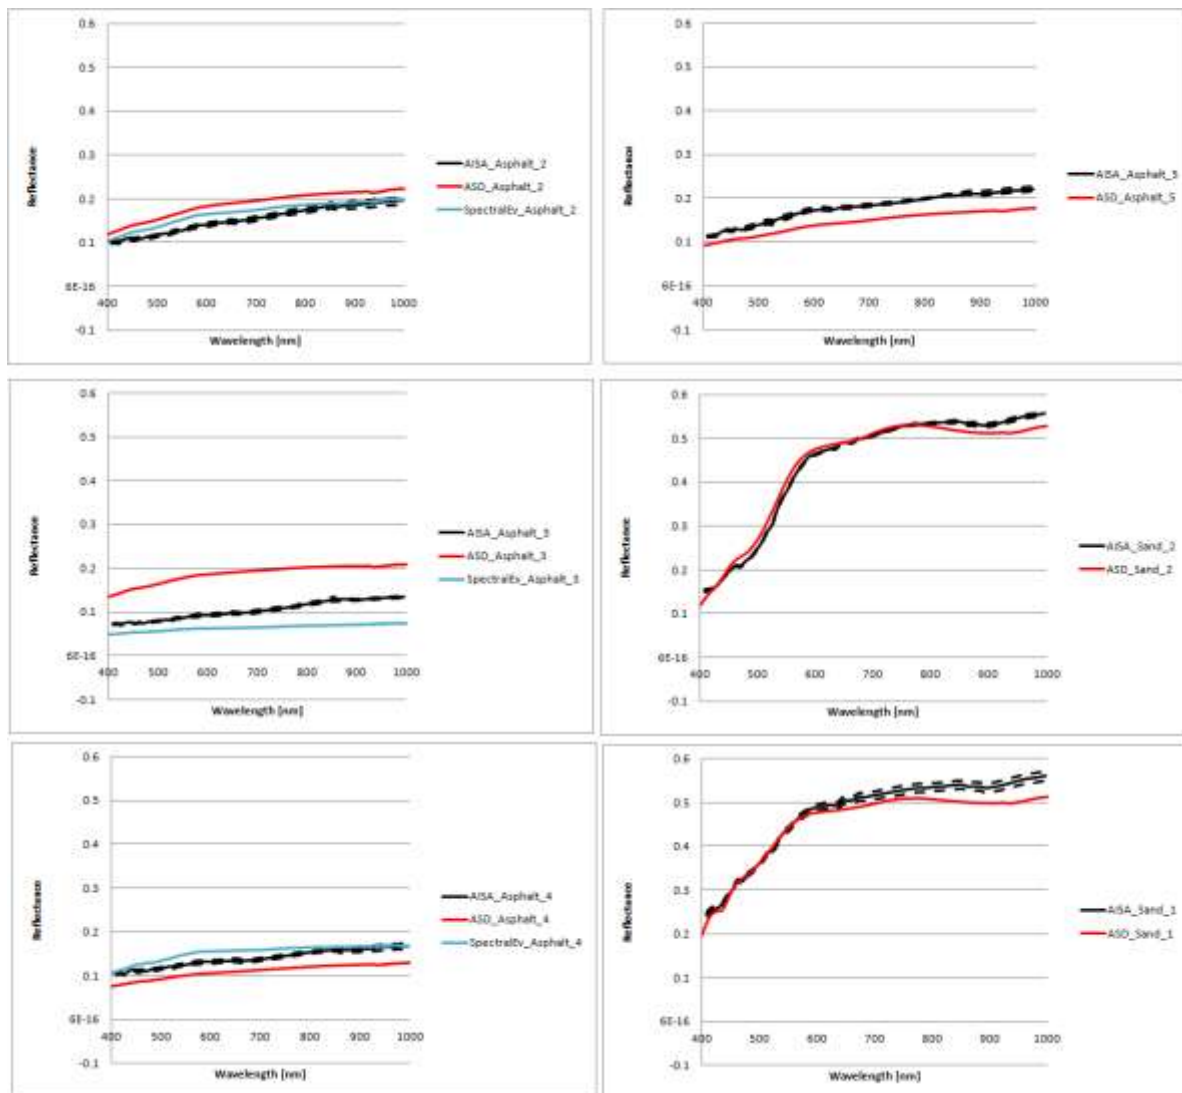 0.6
0.5
0.4
0.3
0.2
0.1
6E-16
-0.1
Reflectance
400 500 600 700 800 900 1000
Wavelength [nm]
AISA_Asphalt_2
ASD_Asphalt_2
SpectralEv_Asphalt_2
0.6
0.5
0.4
0.3
0.2
0.1
6E-16
-0.1
Reflectance
400 500 600 700 800 900 1000
Wavelength [nm]
AISA_Asphalt_5
ASD_Asphalt_5
0.6
0.5
0.4
0.3
0.2
0.1
6E-16
-0.1
Reflectance
400 500 600 700 800 900 1000
Wavelength [nm]
AISA_Asphalt_3
ASD_Asphalt_3
SpectralEv_Asphalt_3
0.6
0.5
0.4
0.3
0.2
0.1
6E-16
-0.1
Reflectance
400 500 600 700 800 900 1000
Wavelength [nm]
AISA_Sand_2
ASD_Sand_2
0.6
0.5
0.4
0.3
0.2
0.1
6E-16
-0.1
Reflectance
400 500 600 700 800 900 1000
Wavelength [nm]
AISA_Asphalt_4
ASD_Asphalt_4
SpectralEv_Asphalt_4
0.6
0.5
0.4
0.3
0.2
0.1
6E-16
-0.1
Reflectance
400 500 600 700 800 900 1000
Wavelength [nm]
AISA_Sand_1
ASD_Sand_1